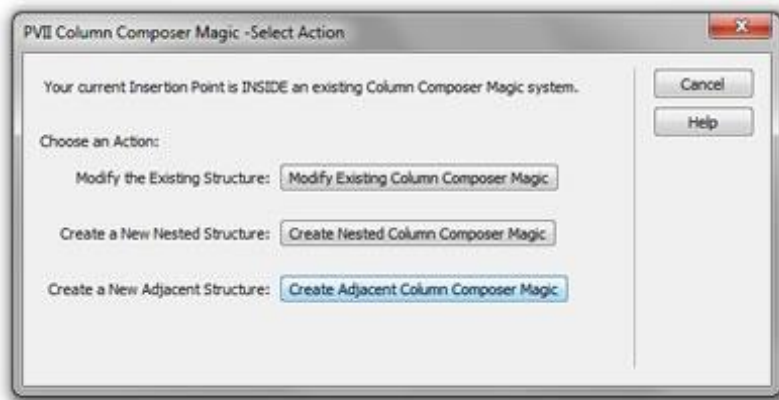 PVII Column Composer Magic -Select Action
Your current Insertion Point is INSIDE an existing Column Composer Magic system.
Cancel
Help
Choose an Action:
Modify the Existing Structure: Modify Existing Column Composer Magic
Create a New Nested Structure: Create Nested Column Composer Magic
Create a New Adjacent Structure: Create Adjacent Column Composer Magic